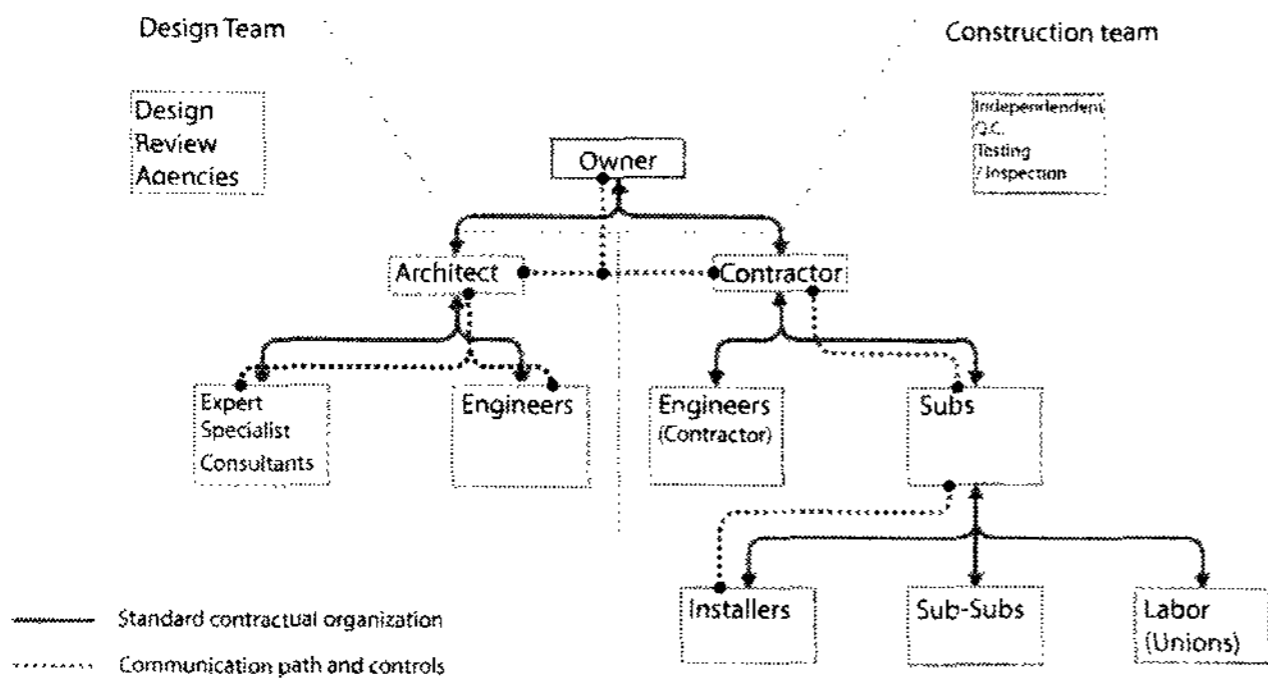 Design Team
Construction team
Design
Review
Agencies
Independendent
Q.C.
Testing
/ Inspection
Owner
Architect
Contractor
Expert
Specialist
Consultants
Engineers
Engineers
(Contractor)
Subs
Installers
Sub-Subs
Labor
(Unions)
Standard contractual organization
Communication path and controls